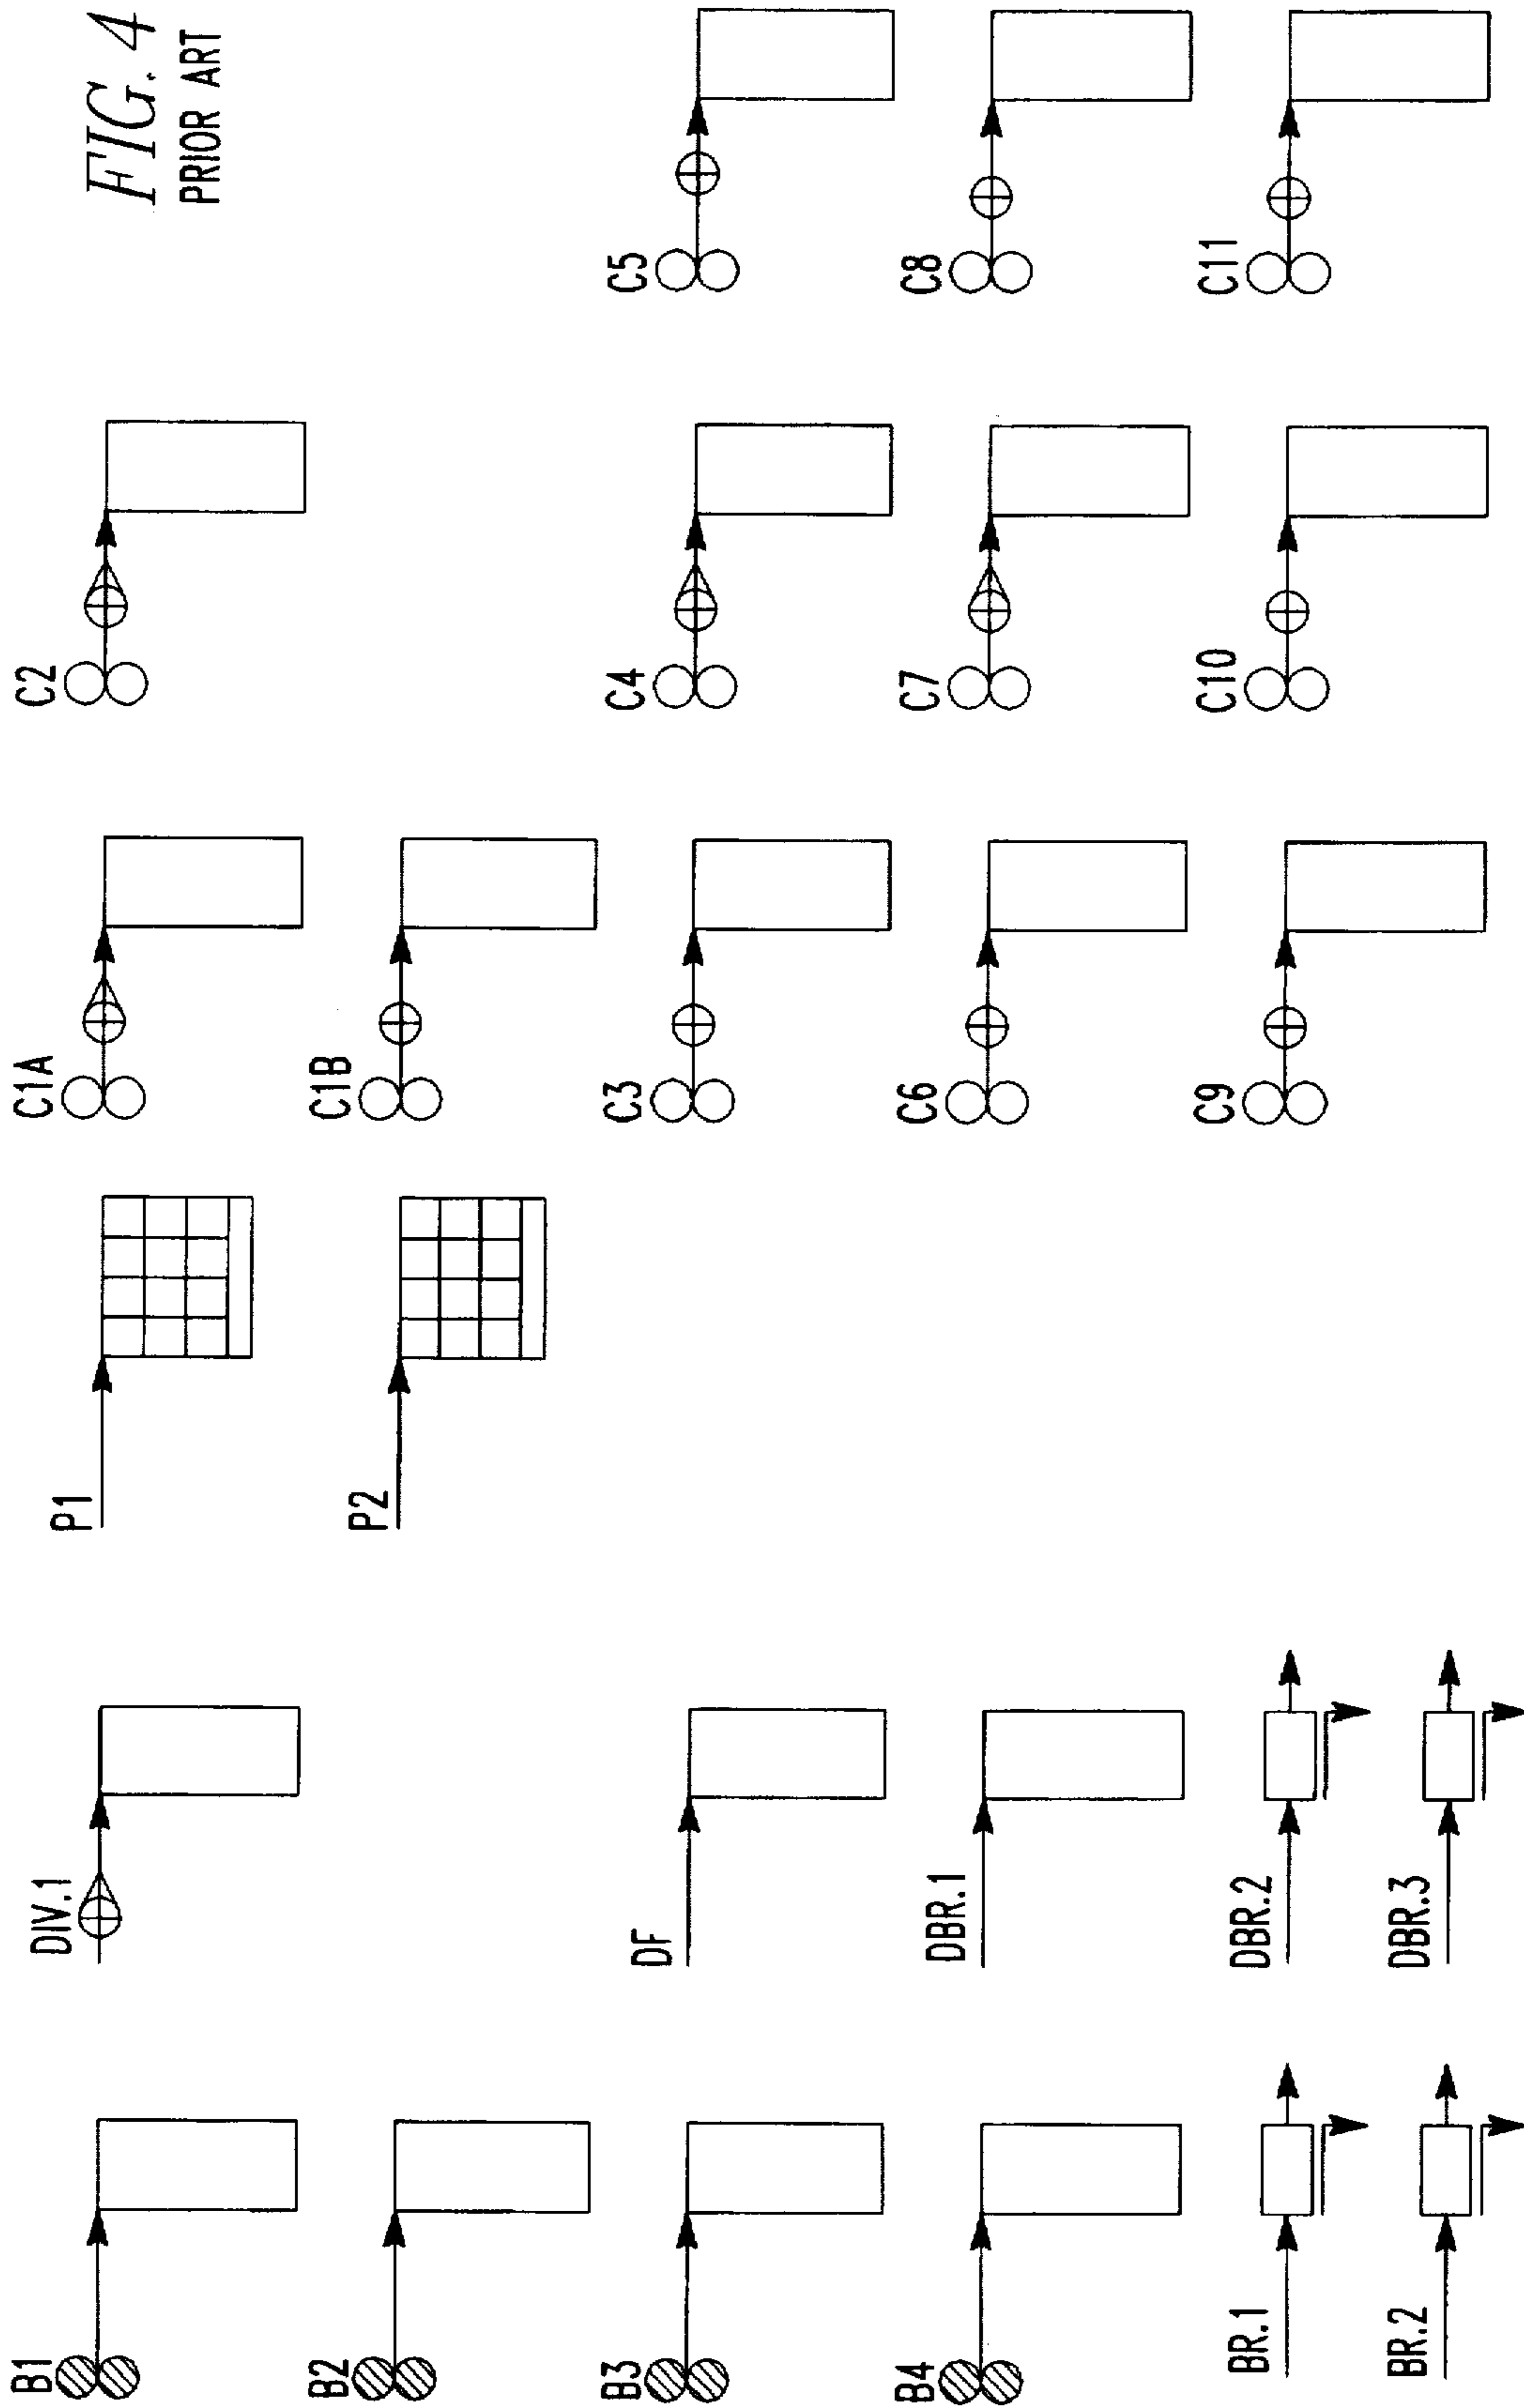 FIG. 4
PRIOR ART
B1
B2
B3
B4
BR.1
BR.2
DIV.1
DF
DBR.1
DBR.2
DBR.3
P1
P2
C1A
C1B
C3
C6
C9
C2
C4
C7
C10
C5
C8
C11